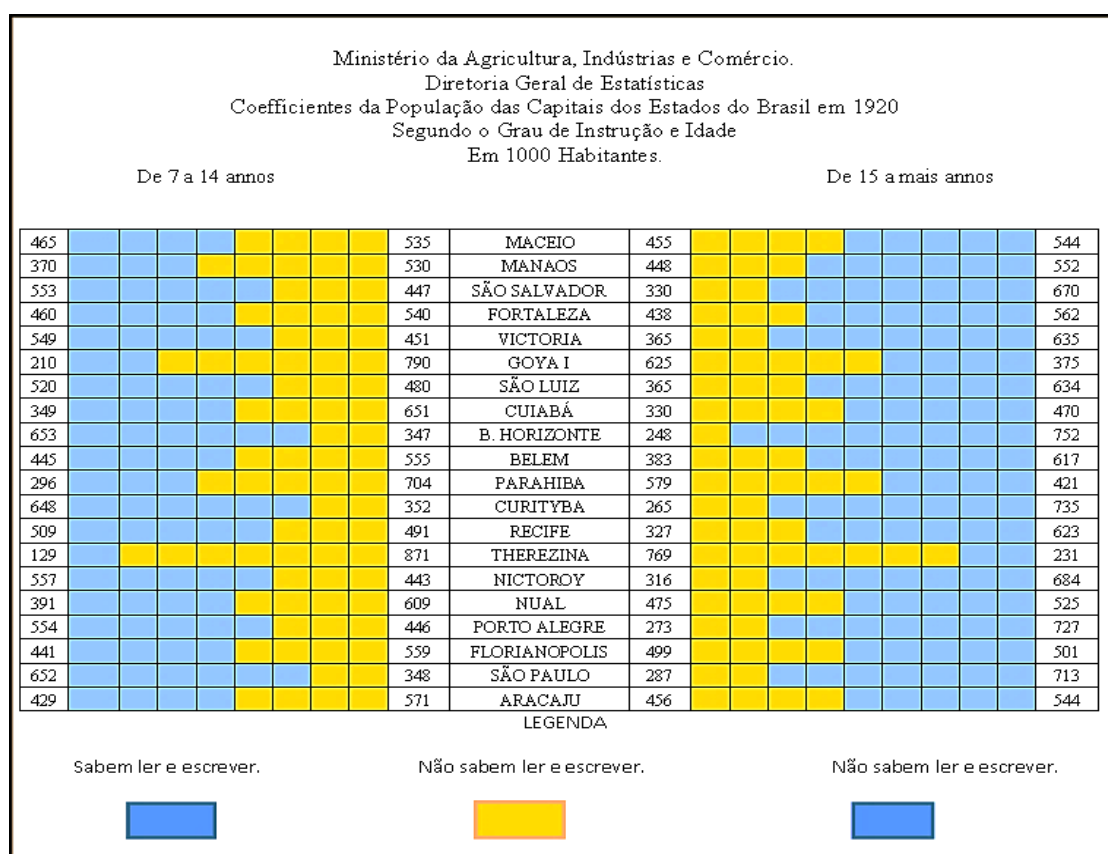 Ministério da Agricultura, Indústrias e Comércio.
Diretoria Geral de Estatísticas
Coefficientes da População das Capitais dos Estados do Brasil em 1920
Segundo o Grau de Instrução e Idade
Em 1000 Habitantes.
De 7 a 14 annos De 15 a mais annos
465 535 MACEIO 455 544
370 530 MANAOS 448 552
553 447 SÃO SALVADOR 330 670
460 540 FORTALEZA 438 562
549 451 VICTORIA 365 635
210 790 GOYA I 625 375
520 480 SÃO LUIZ 365 634
349 651 CUIABÁ 330 470
653 347 B. HORIZONTE 248 752
445 555 BELEM 383 617
296 704 PARAHIBA 579 421
648 352 CURITYBA 265 735
509 491 RECIFE 327 623
129 871 THEREZINA 769 231
557 443 NICTOROY 316 684
391 609 NUAL 475 525
554 446 PORTO ALEGRE 273 727
441 559 FLORIANOPOLIS 499 501
652 348 SÃO PAULO 287 713
429 571 ARACAJU 456 544
LEGENDA
Sabem ler e escrever. Não sabem ler e escrever. Não sabem ler e escrever.